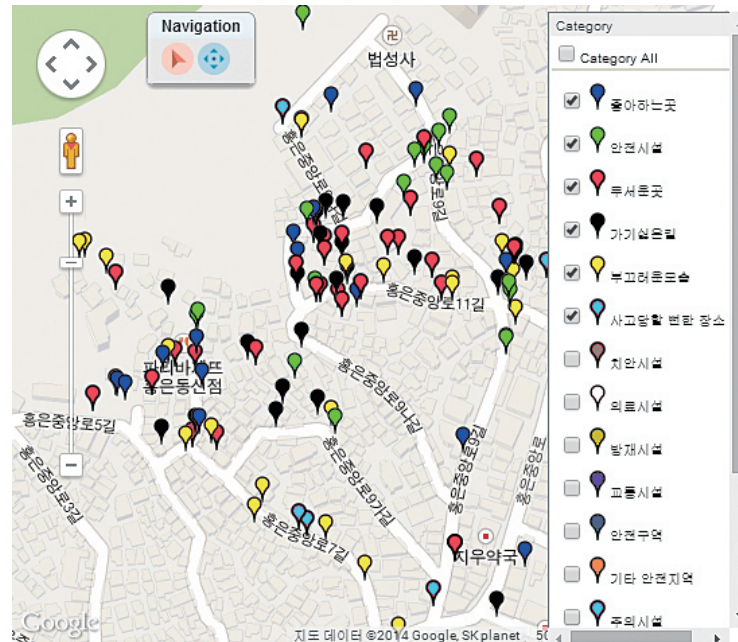 Navigation
법성사
홍은중앙로11길
홍은중앙로9나길
홍은중앙로9길
홍은동신점
홍은중앙로5길
홍은중앙로9가길
홍은중앙로3길
홍은중앙로7길
지우약국
Google
지도 데이터 ©2014 Google, SK planet
Category
Category All
좋아하는곳
안전시설
무서운곳
가기싫은길
부끄러운모습
사고당할 뻔한 장소
치안시설
의료시설
방재시설
교통시설
안전구역
기타 안전지역
주의시설